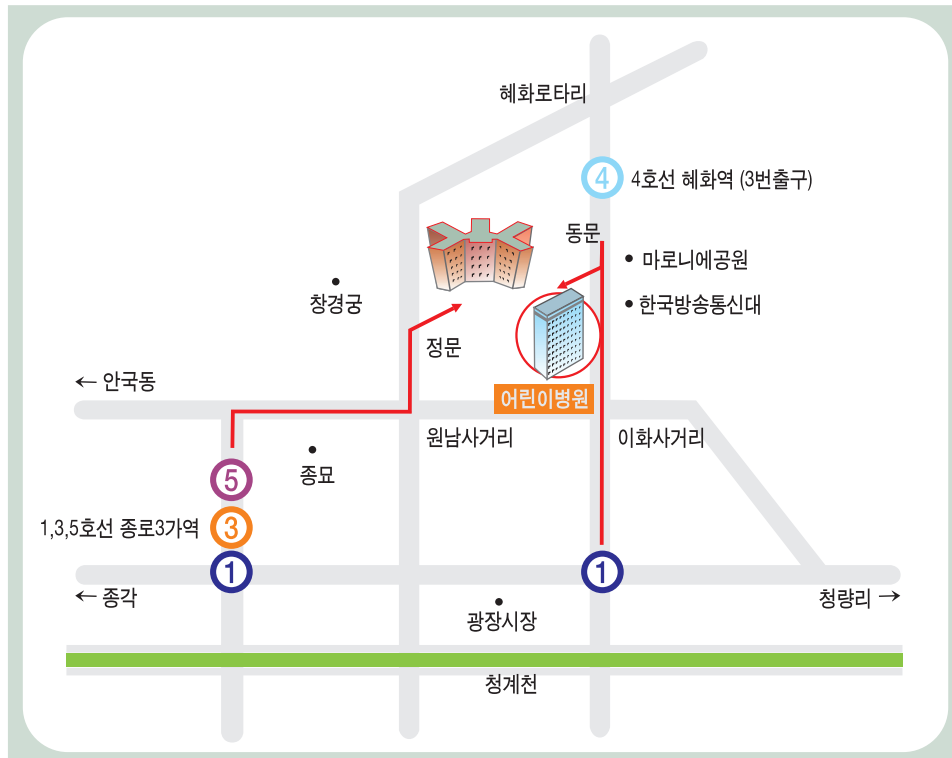 혜화로타리
4
4호선 혜화역 (3번출구)
동문
마로니에공원
창경궁
한국방송통신대
정문
← 안국동
어린이병원
원남사거리
이화사거리
종묘
5
1,3,5호선 종로3가역
3
1
1
← 종각
청량리 →
광장시장
청계천